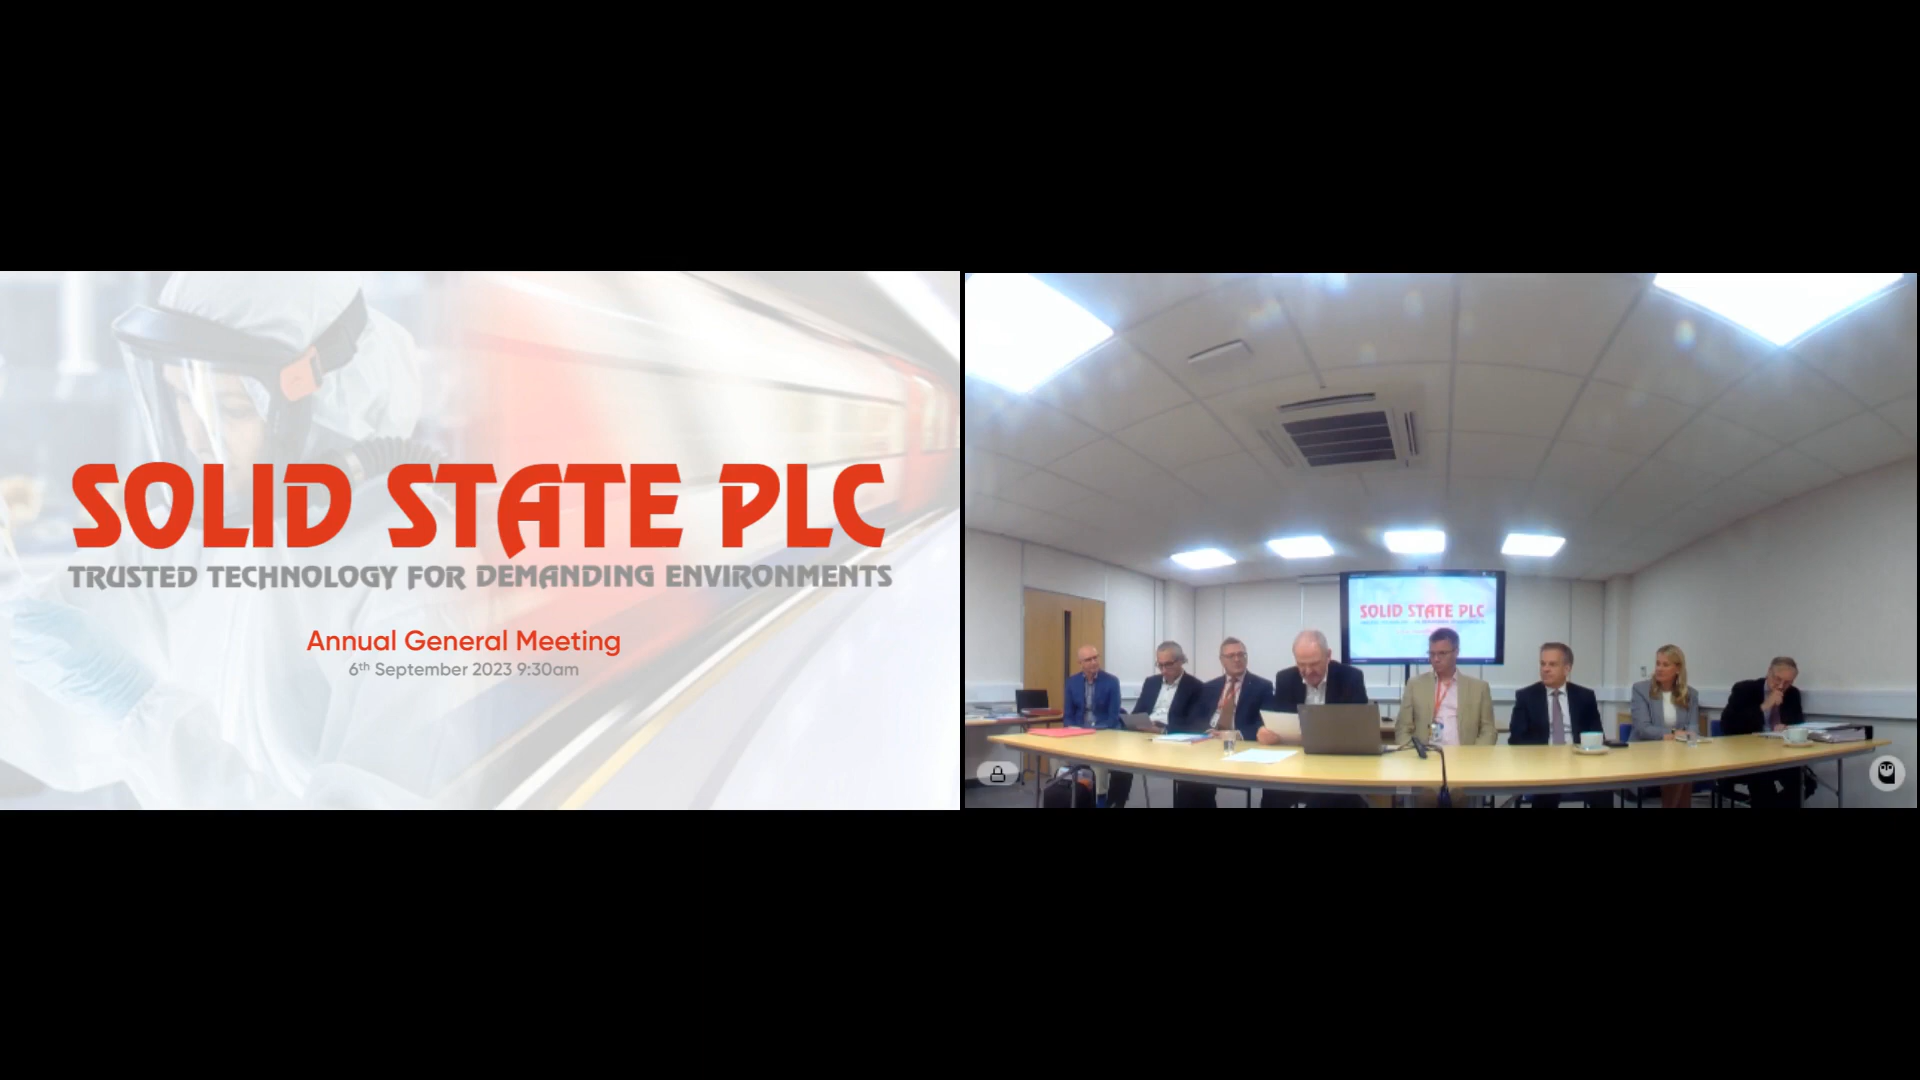 SOLID STATE PLC
TRUSTED TECHNOLOGY FOR DEMANDING ENVIRONMENTS
Annual General Meeting
6th September 2023 9:30am
SOLID STATE PLC